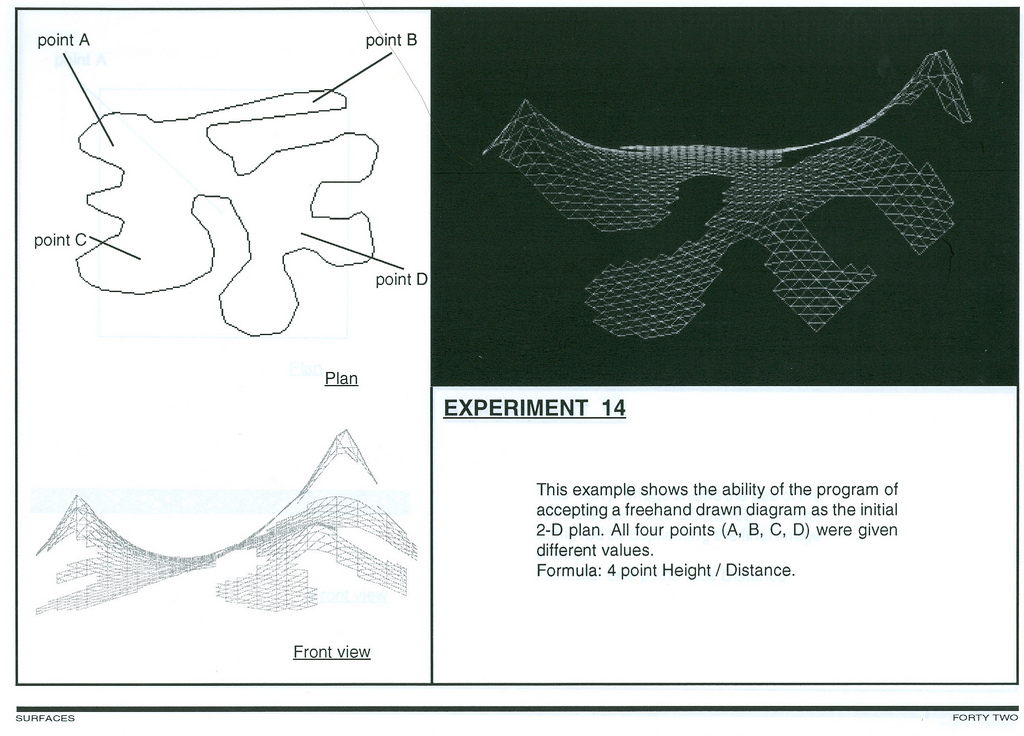 point A
point B
point C
point D
Plan
Front view
EXPERIMENT 14
This example shows the ability of the program of
accepting a freehand drawn diagram as the initial
2-D plan. All four points (A, B, C, D) were given
different values.
Formula: 4 point Height / Distance.
SURFACES
FORTY TWO